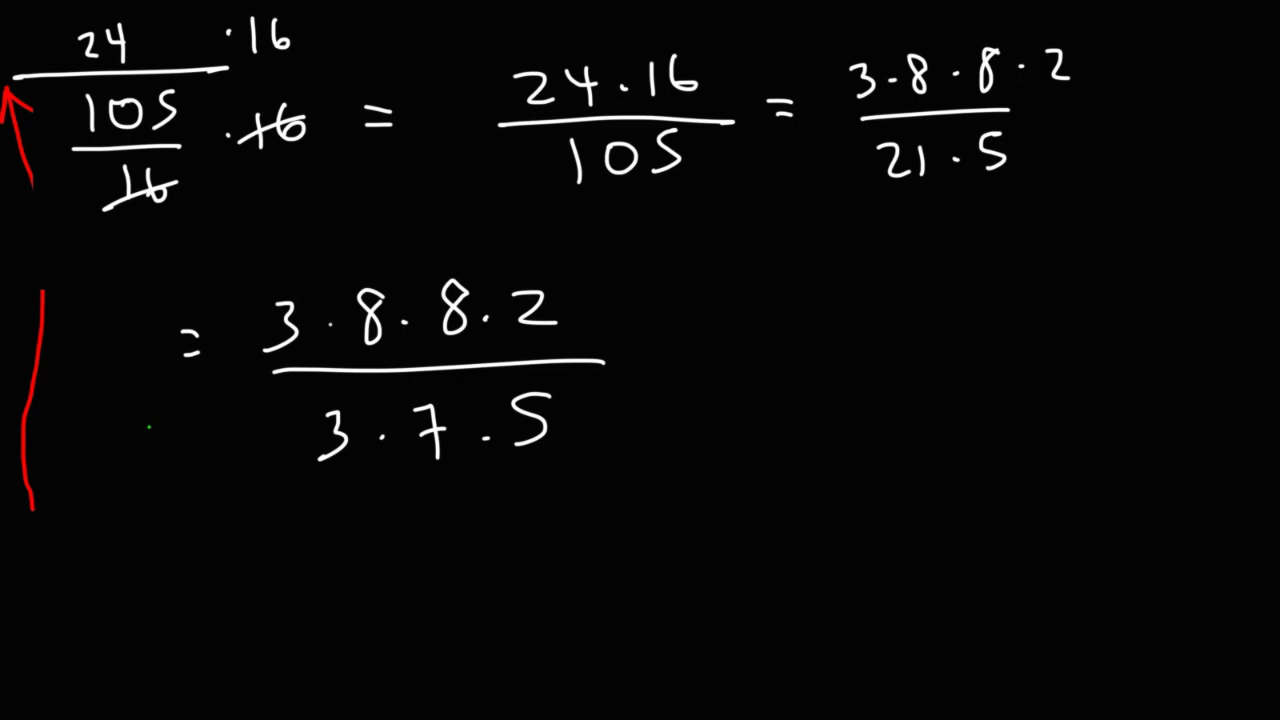 24 · 16
105 · 16 = 24 · 16 = 3 · 8 · 8 · 2
16 105 21 · 5
= 3 · 8 · 8 · 2
3 · 7 · 5